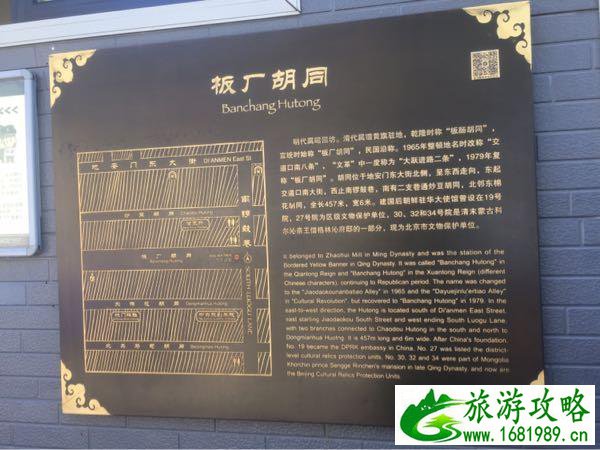 板厂胡同
Banchang Hutong
地安门东大街 DI'ANMEN East St
炒豆胡同
Chaodou Hutong
板厂胡同
Banchang Hutong
东棉花胡同
Dongmianhua Hutong
北兵马司胡同
Beibingmasi Hutong
南锣鼓巷
SOUTH LUOGU LANE
明代属昭回坊。清代属镶黄旗驻地，乾隆时称“板肠胡同”，
宣统时始称“板厂胡同”，民国沿称。1965年整顿地名时改称“交
道口南八条”，“文革”中一度称为“大跃进路二条”，1979年复
称“板厂胡同”。胡同位于地安门东大街北侧，呈东西走向，东起
交道口南大街，西止南锣鼓巷，南有二支巷通炒豆胡同，北邻东棉
花胡同，全长457米，宽6米。建国后朝鲜驻华大使馆曾设在19号
院，27号院为区级文物保护单位，30、32和34号院是清末蒙古科
尔沁亲王僧格林沁府邸的一部分，现为北京市文物保护单位。
It belonged to Zhaohui Mill in Ming Dynasty and was the station of the
Bordered Yellow Banner in Qing Dynasty. It was called "Banchang Hutong" in
the Qianlong Reign and "Banchang Hutong" in the Xuantong Reign (different
Chinese characters), continuing to Republican period. The name was changed
to the "Jiaodaokounanbatiao Alley" in 1965 and the "Dayuejinlu'ertiao Alley"
in "Cultural Revolution", but recovered to "Banchang Hutong" in 1979. In the
east-to-west direction, the Hutong is located south of Di'anmen East Street,
east starting Jiaodaokou South Street and west ending South Luogu Lane,
with two branches connected to Chaodou Hutong in the south and north to
Dongmianhua Hutong. It is 457m long and 6m wide. After China's foundation,
No. 19 became the DPRK embassy in China. No. 27 was listed the district-
level cultural relics protection units. No. 30, 32 and 34 were part of Mongolia
Khorchin prince Sengge Rinchen's mansion in late Qing Dynasty, and now are
the Beijing Cultural Relics Protection Units.
旅游攻略
www.1681989.cn